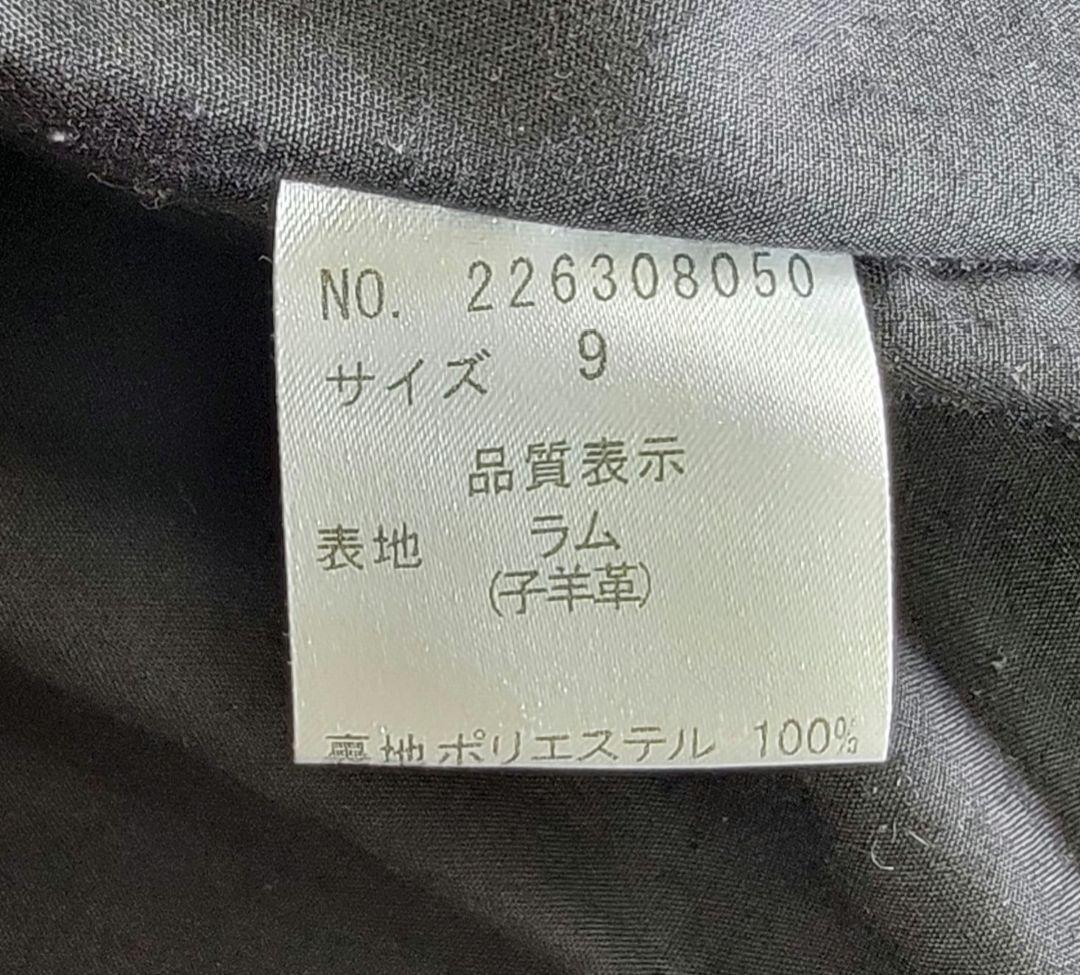 NO. 226308050
サイズ 9
品質表示
表地 ラム
(子羊革)
裏地 ポリエステル 100%